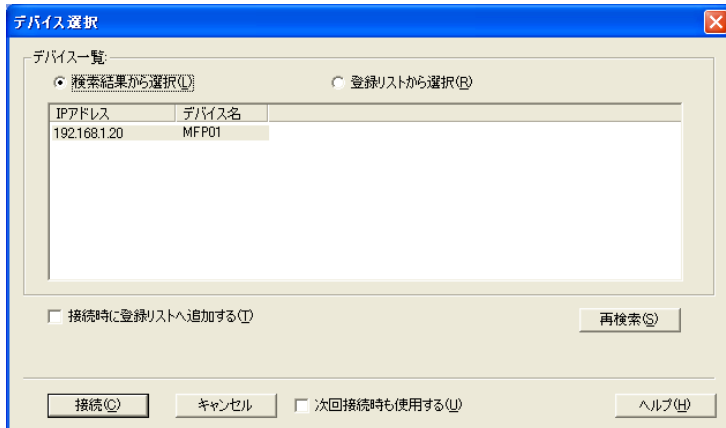 デバイス選択
デバイス一覧:
検索結果から選択(L) 登録リストから選択(R)
IPアドレス デバイス名
192.168.1.20 MFP01
接続時に登録リストへ追加する(T)
再検索(S)
接続(C) キャンセル 次回接続時も使用する(U) ヘルプ(H)